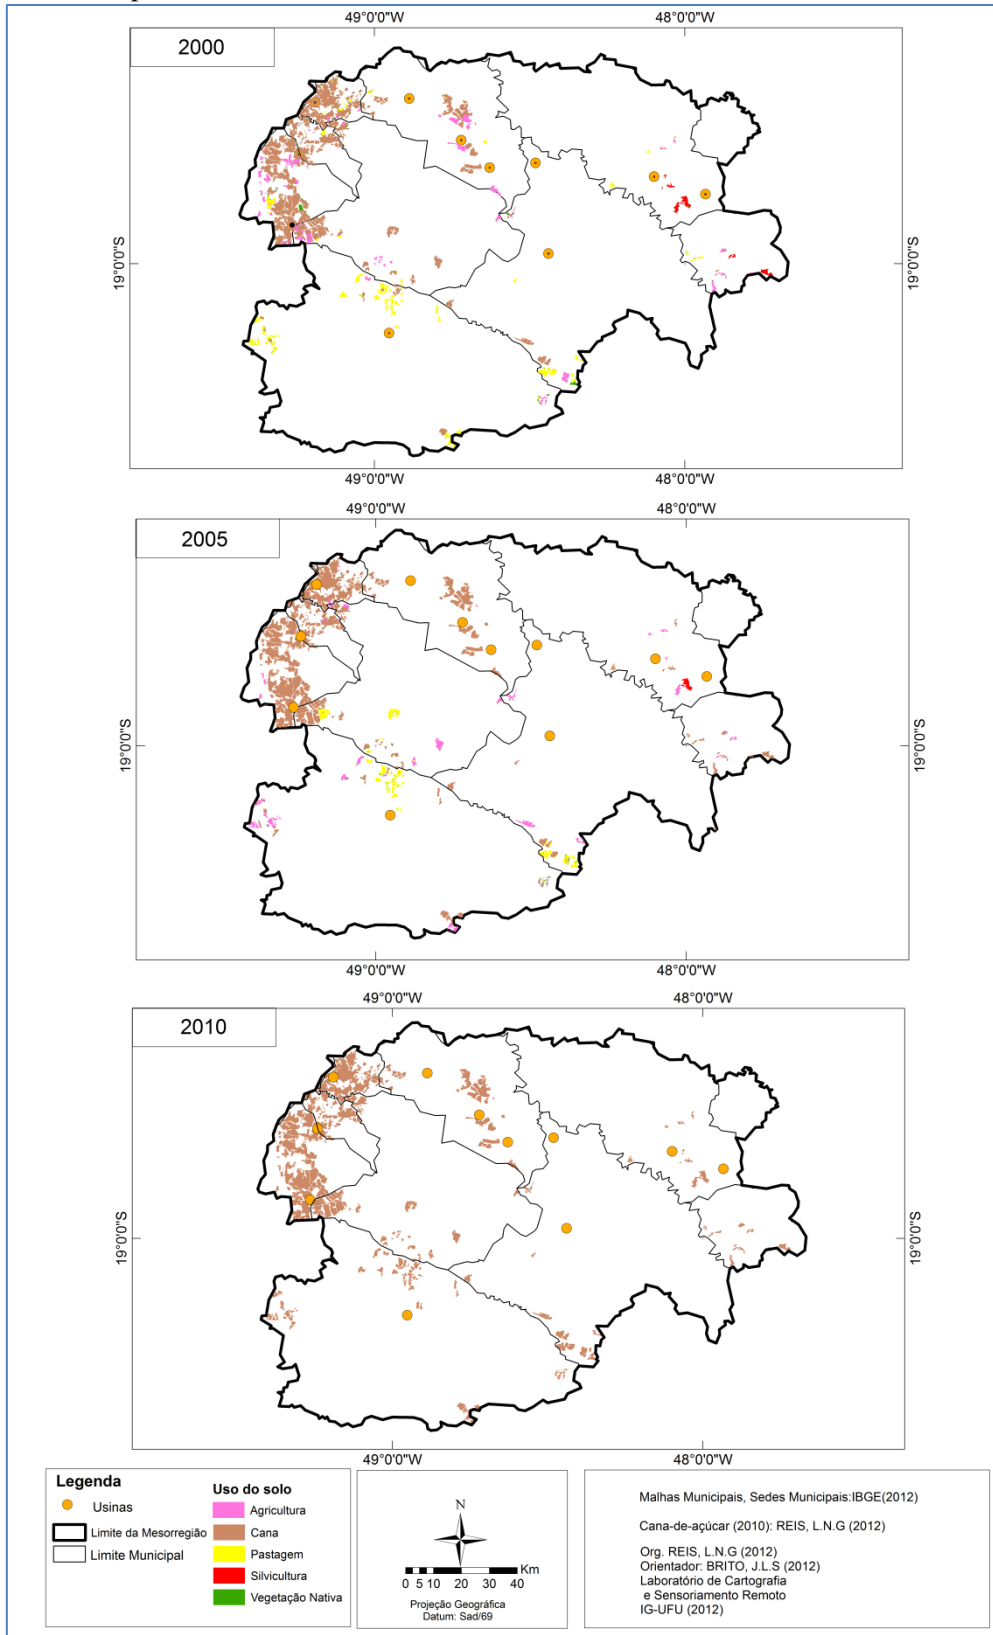 2000
49°0'0"W
48°0'0"W
19°0'0"S
19°0'0"S
49°0'0"W
48°0'0"W
2005
49°0'0"W
48°0'0"W
19°0'0"S
19°0'0"S
49°0'0"W
48°0'0"W
2010
49°0'0"W
48°0'0"W
19°0'0"S
19°0'0"S
49°0'0"W
48°0'0"W
Legenda
Usinas
Limite da Mesorregião
Limite Municipal
Uso do solo
Agricultura
Cana
Pastagem
Silvicultura
Vegetação Nativa
N
Km
0 5 10 20 30 40
Projeção Geográfica
Datum: Sad/69
Malhas Municipais, Sedes Municipais:IBGE(2012)
Cana-de-açúcar (2010): REIS, L.N.G (2012)
Org. REIS, L.N.G (2012)
Orientador: BRITO, J.L.S (2012)
Laboratório de Cartografia
e Sensoriamento Remoto
IG-UFU (2012)